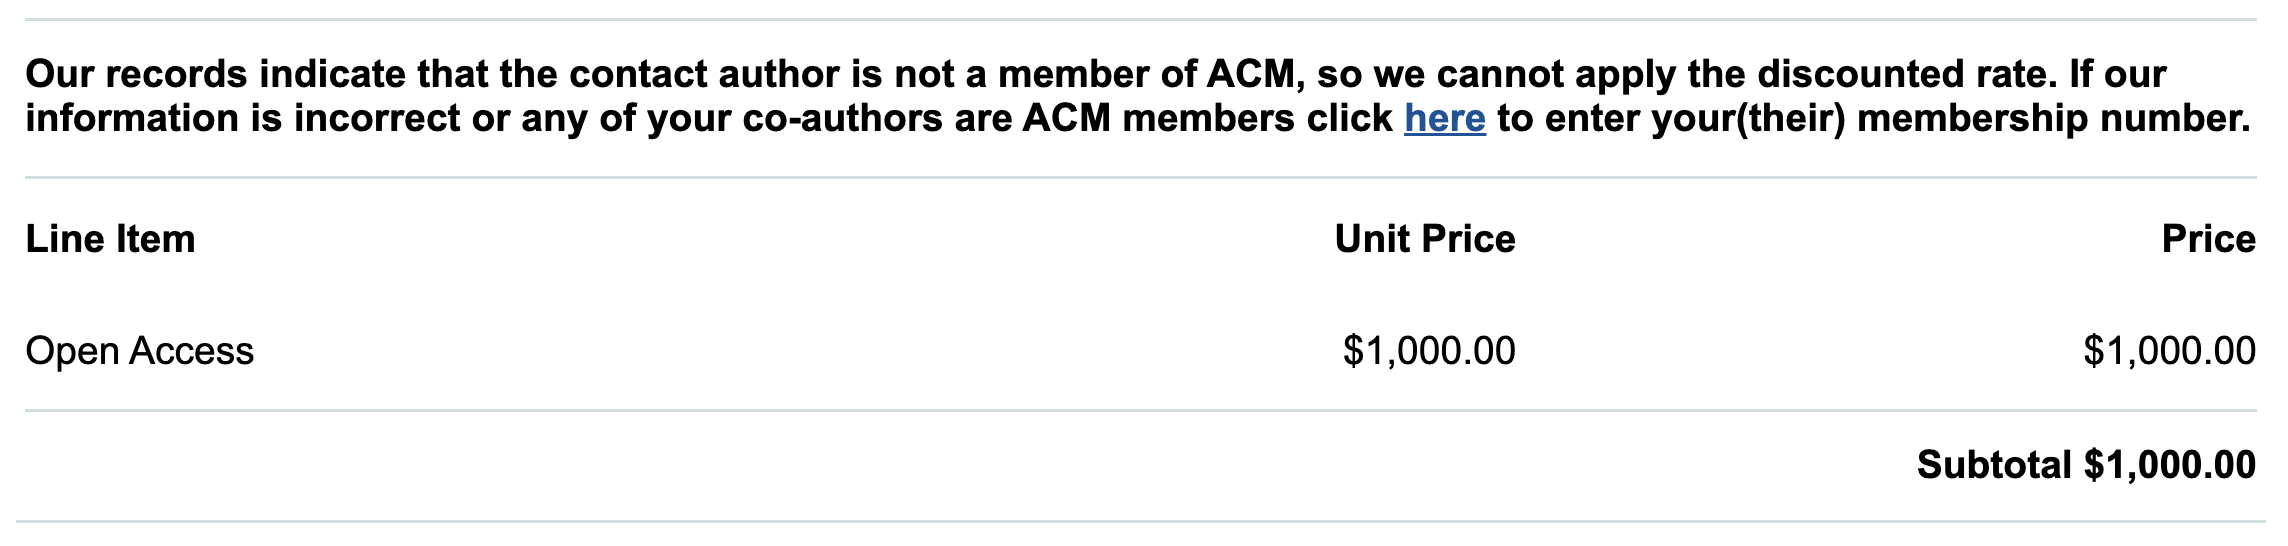 Our records indicate that the contact author is not a member of ACM, so we cannot apply the discounted rate. If our
information is incorrect or any of your co-authors are ACM members click here to enter your(their) membership number.
Line Item Unit Price Price
Open Access $1,000.00 $1,000.00
Subtotal $1,000.00